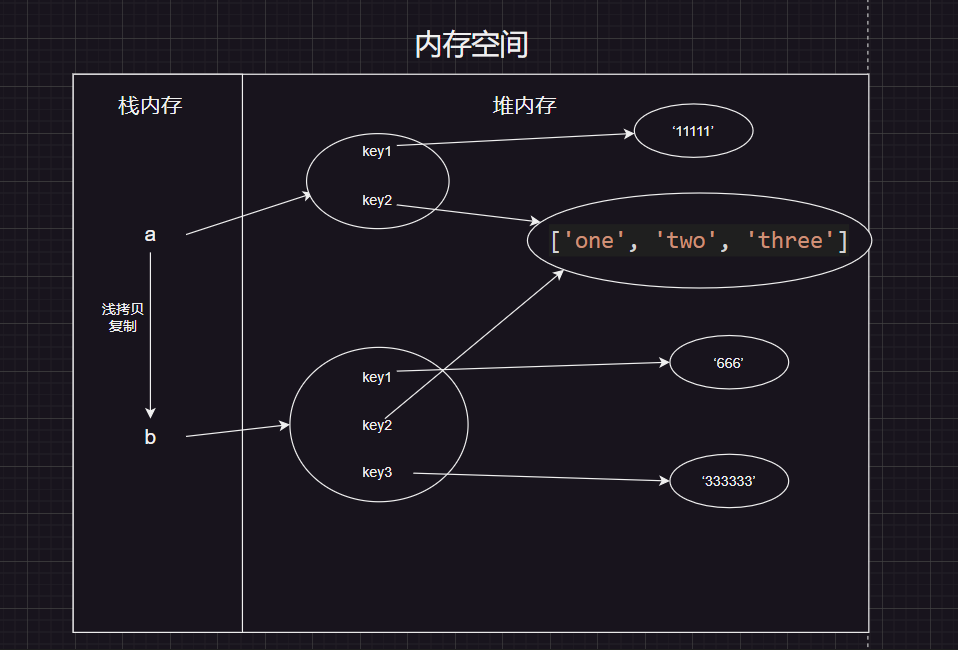 内存空间
栈内存
堆内存
key1
‘11111’
key2
['one', 'two', 'three']
a
浅拷贝
复制
key1
‘666’
key2
b
key3
‘333333’